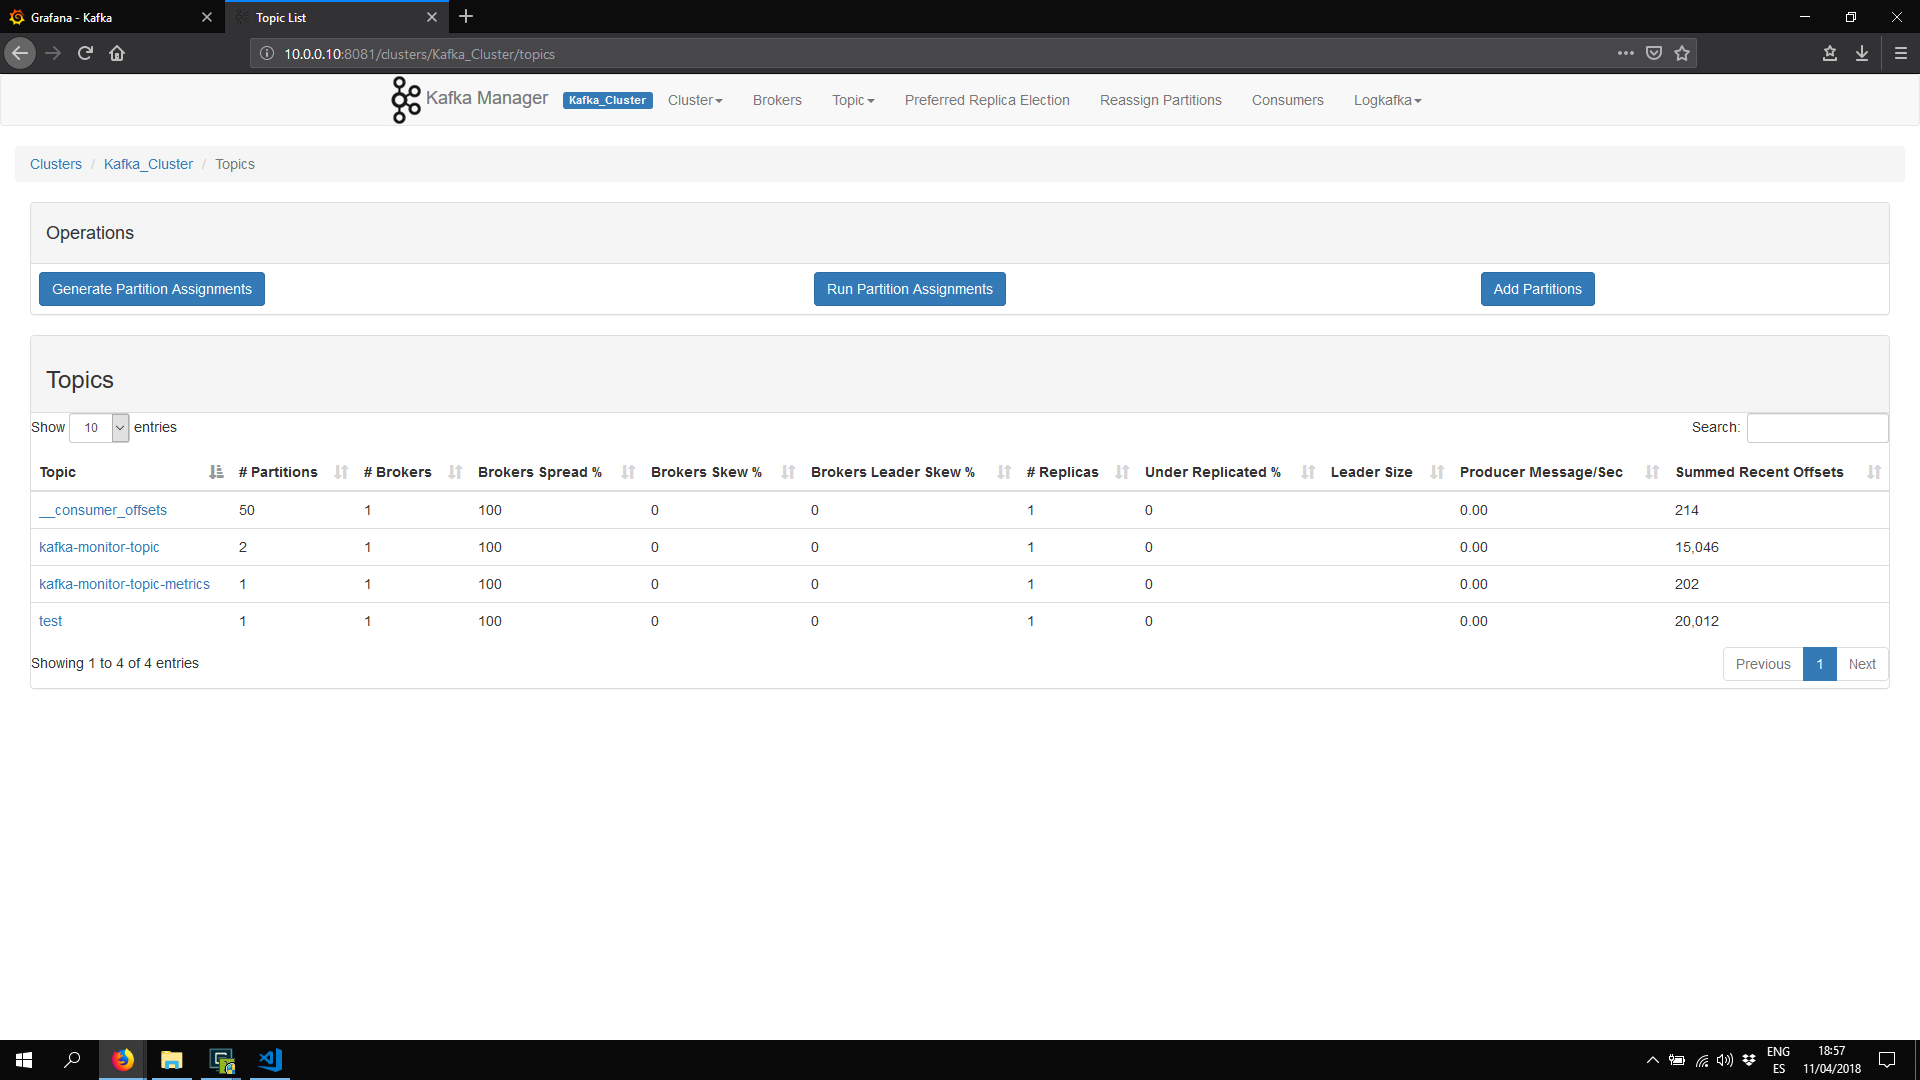 Grafana - Kafka
Topic List
10.0.0.10:8081/clusters/Kafka_Cluster/topics
Kafka Manager Kafka_Cluster Cluster Brokers Topic Preferred Replica Election Reassign Partitions Consumers Logkafka
Clusters / Kafka_Cluster / Topics
Operations
Generate Partition Assignments Run Partition Assignments Add Partitions
Topics
Show 10 entries Search:
Topic # Partitions # Brokers Brokers Spread % Brokers Skew % Brokers Leader Skew % # Replicas Under Replicated % Leader Size Producer Message/Sec Summed Recent Offsets
__consumer_offsets 50 1 100 0 0 1 0 0.00 214
kafka-monitor-topic 2 1 100 0 0 1 0 0.00 15,046
kafka-monitor-topic-metrics 1 1 100 0 0 1 0 0.00 202
test 1 1 100 0 0 1 0 0.00 20,012
Showing 1 to 4 of 4 entries Previous 1 Next
ENG 18:57
ES 11/04/2018